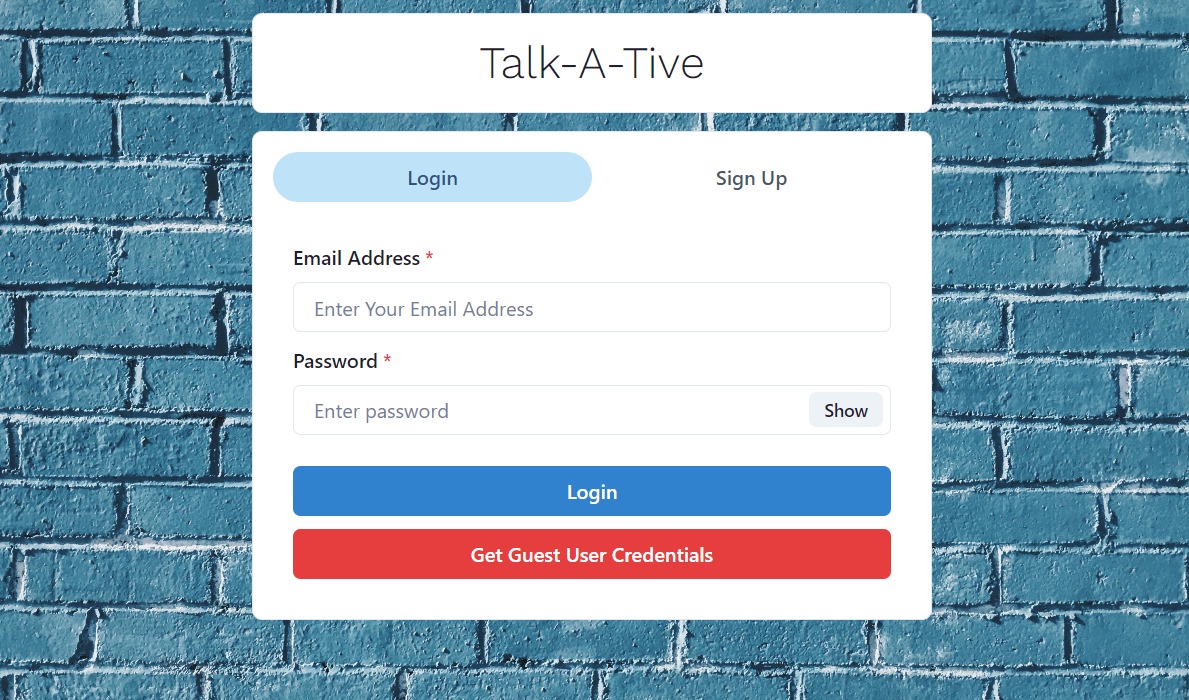 Talk-A-Tive
Login
Sign Up
Email Address *
Enter Your Email Address
Password *
Enter password
Show
Login
Get Guest User Credentials